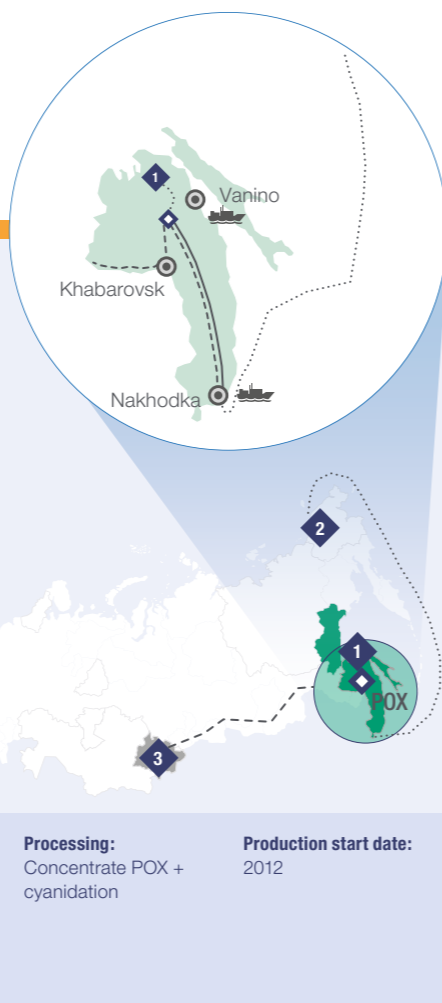 1
Vanino
Khabarovsk
Nakhodka
2
1
POX
3
Processing:
Concentrate POX +
cyanidation
Production start date:
2012